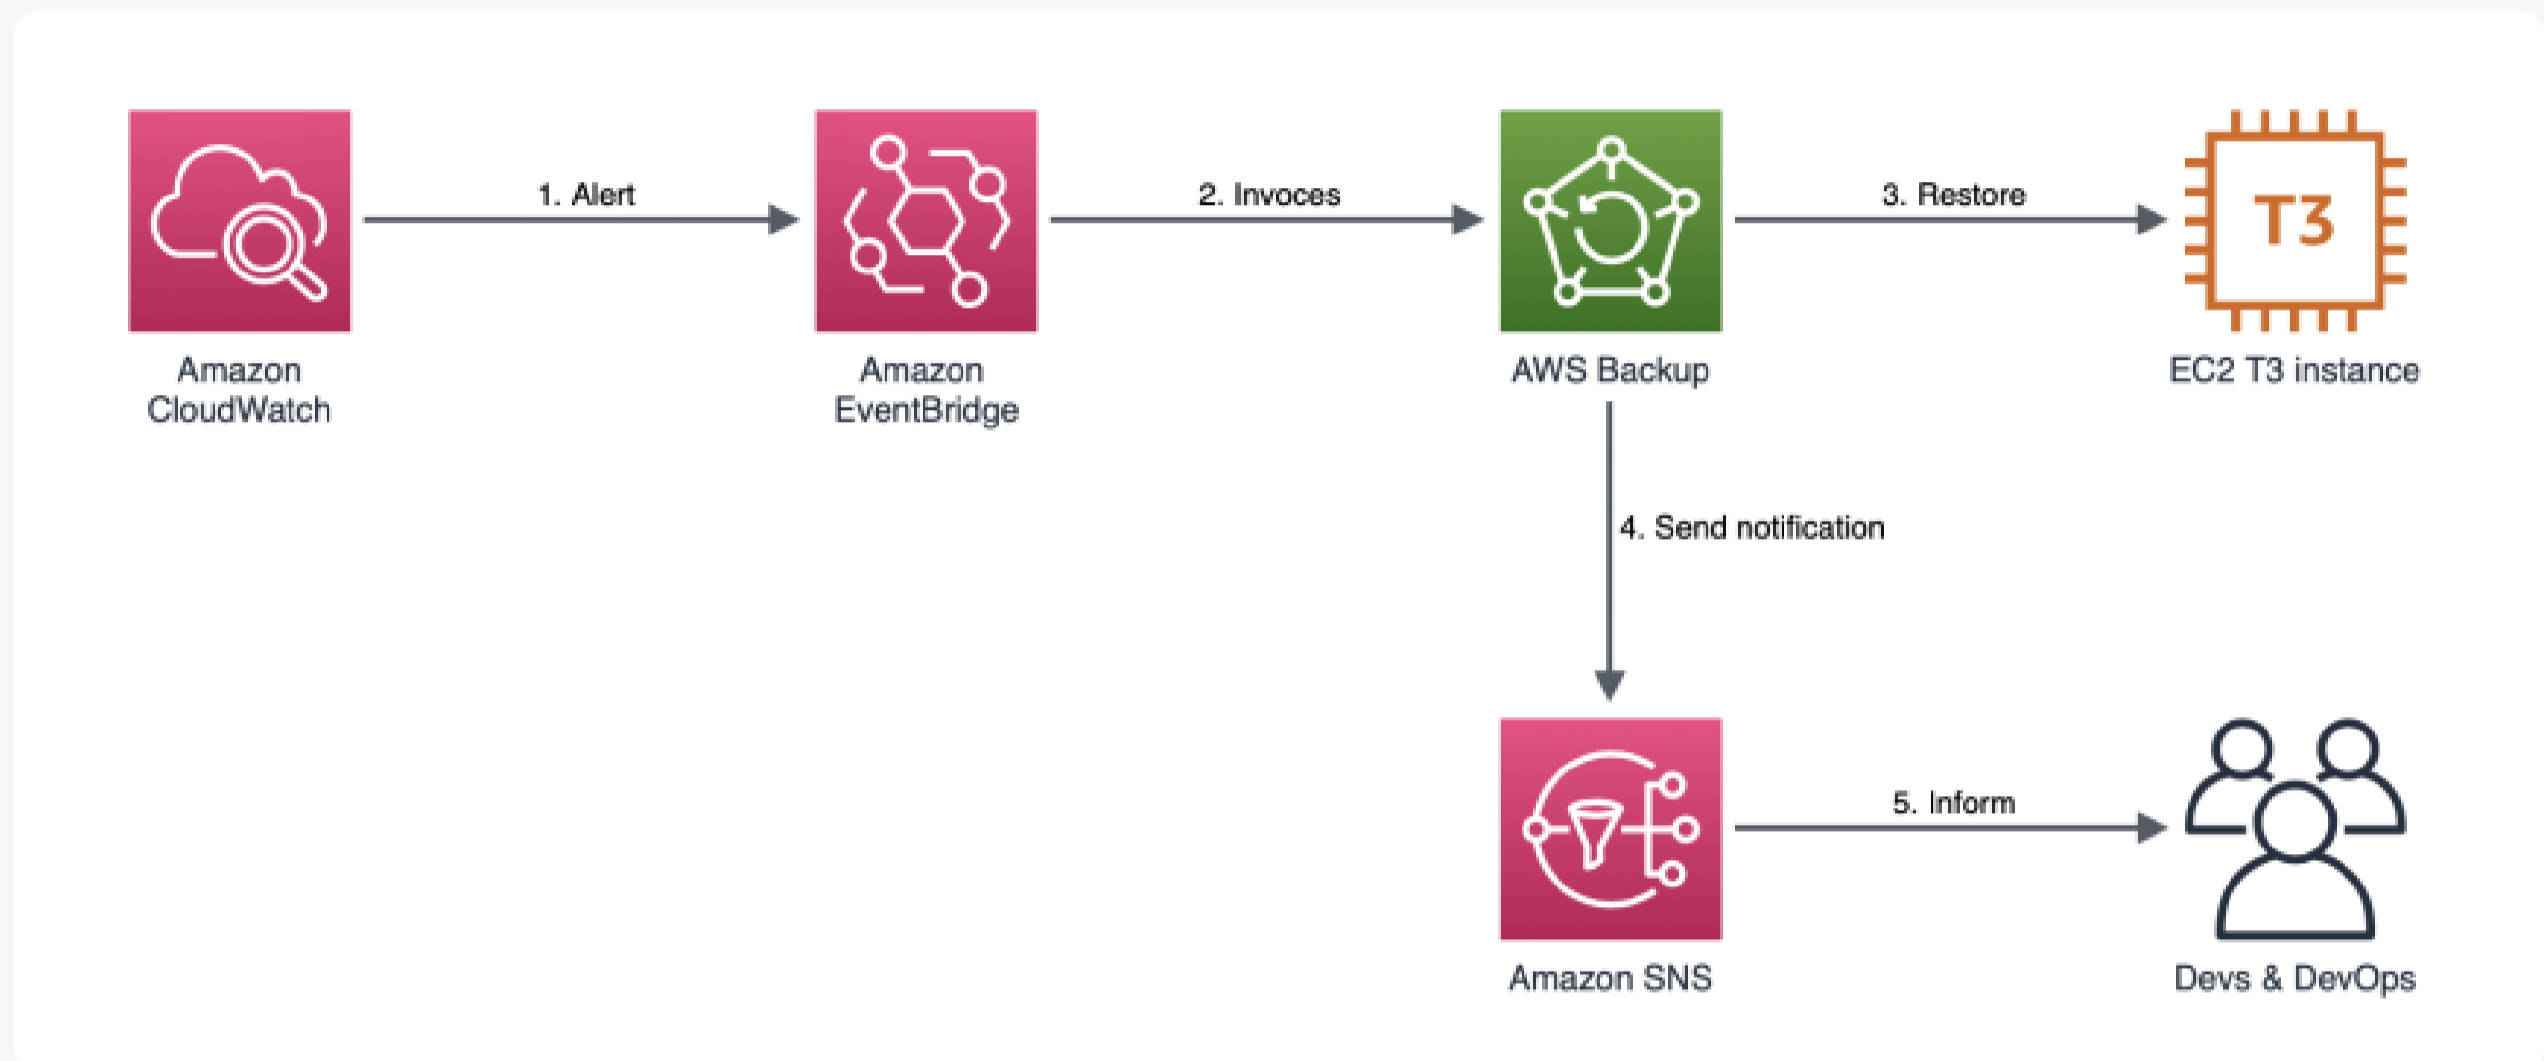 1. Alert
2. Invoces
3. Restore
T3
Amazon
CloudWatch
Amazon
EventBridge
AWS Backup
EC2 T3 instance
4. Send notification
5. Inform
Amazon SNS
Devs & DevOps